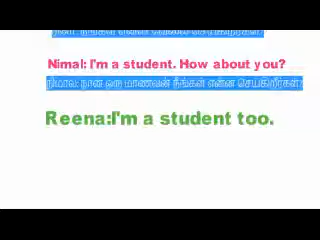 Nimal: I'm a student. How about you?
நிமால்: நான் ஒரு மாணவன் நீங்கள் என்ன செய்கிறீர்கள்?
Reena:I'm a student too.